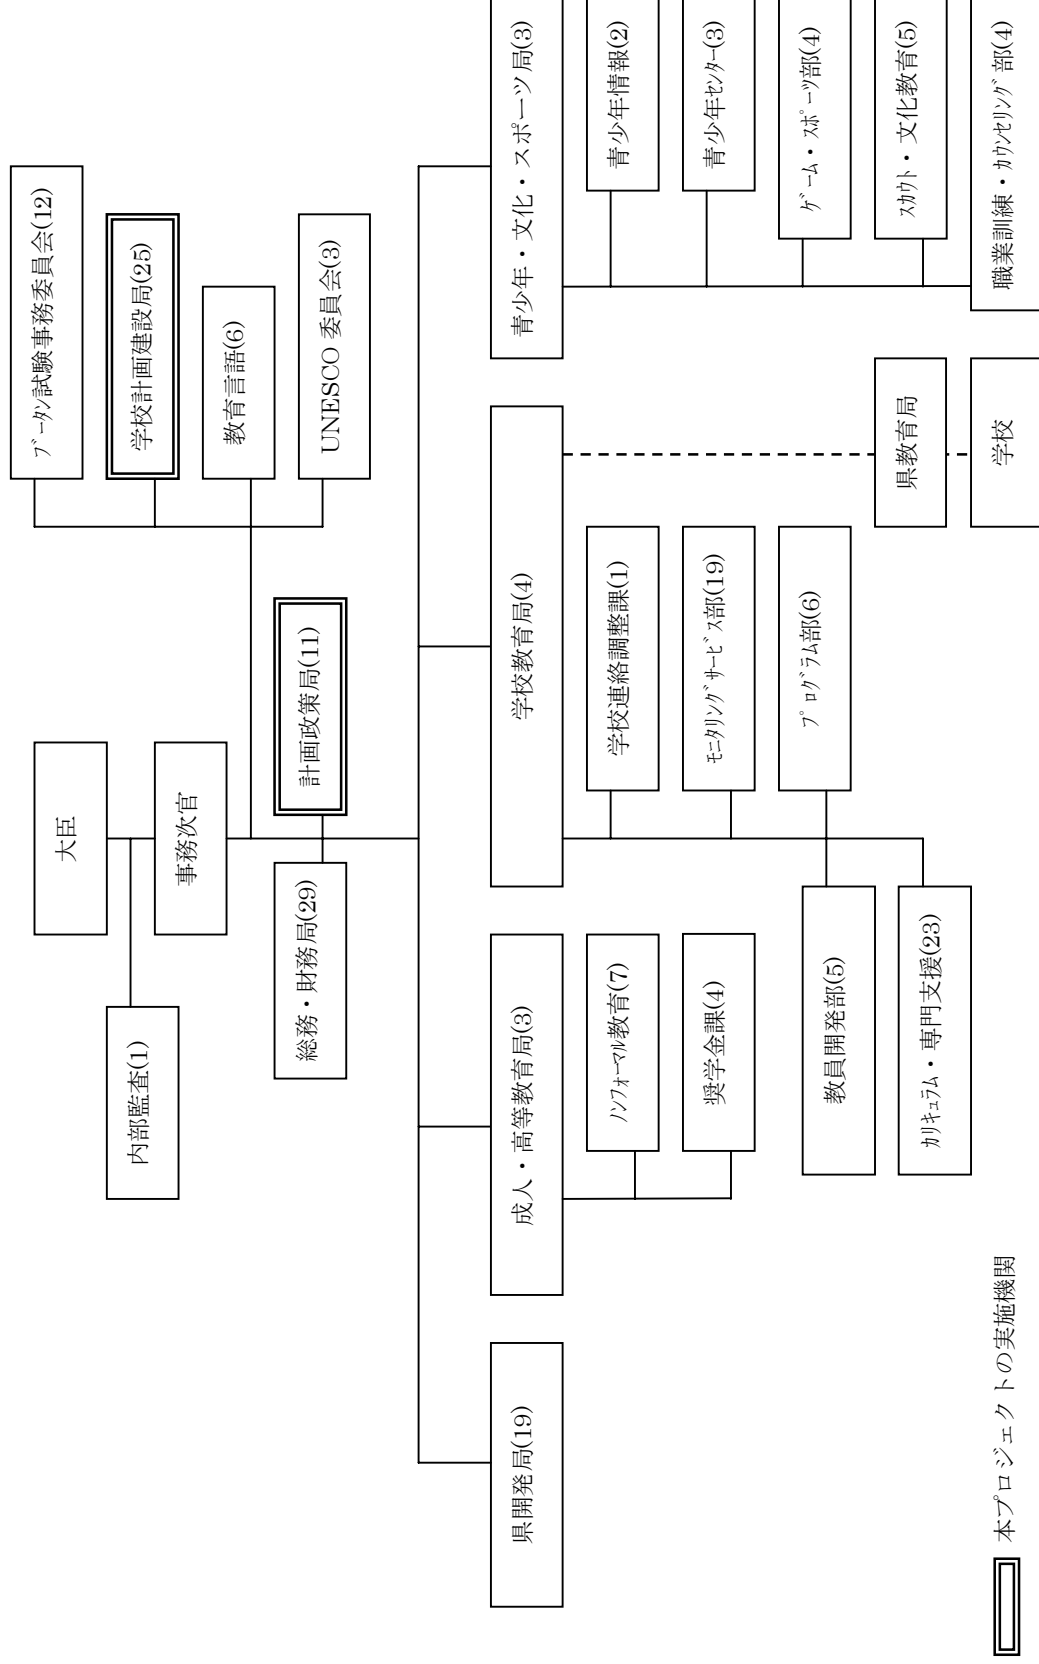 大臣
内部監査(1)
事務次官
ブータン試験事務委員会(12)
学校計画建設局(25)
教育言語(6)
UNESCO 委員会(3)
総務・財務局(29)
計画政策局(11)
県開発局(19)
成人・高等教育局(3)
ノンフォーマル教育(7)
奨学金課(4)
学校教育局(4)
学校連絡調整課(1)
モニタリングサービス部(19)
プログラム部(6)
教員開発部(5)
カリキュラム・専門支援(23)
県教育局
学校
青少年・文化・スポーツ局(3)
青少年情報(2)
青少年センター(3)
ゲーム・スポーツ部(4)
スカウト・文化教育(5)
職業訓練・カウンセリング部(4)
本プロジェクトの実施機関